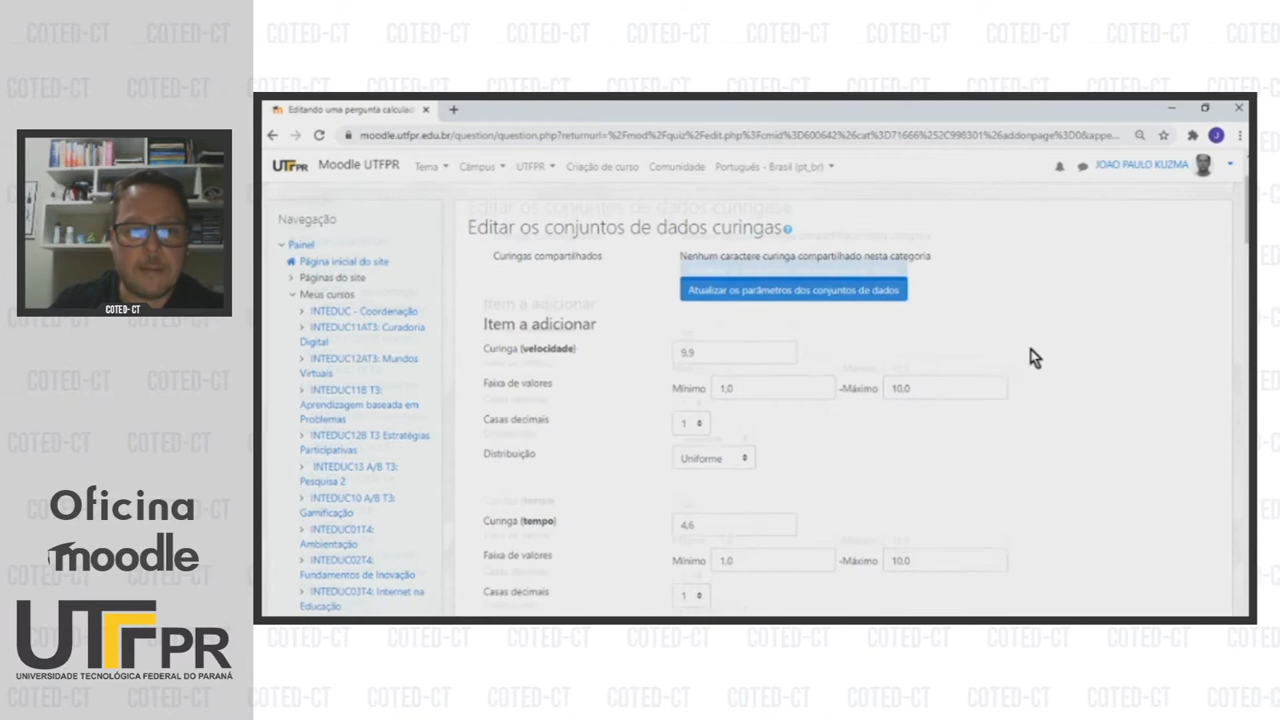 COTED-CT
Oficina
moodle
UTFPR
UNIVERSIDADE TECNOLÓGICA FEDERAL DO PARANÁ
Editando uma pergunta calculad
moodle.utfpr.edu.br/question/question.php?returnurl=%2Fmod%2Fquiz%2Fedit.php%3Fcmid%3D600642%26cat%3D71666%252C998301%26addonpage%3D0&appe...
UTFPR Moodle UTFPR Tema Câmpus UTFPR Criação de curso Comunidade Português - Brasil (pt_br) JOAO PAULO KUZMA
Navegação
Painel
Página inicial do site
Páginas do site
Meus cursos
INTEDUC - Coordenação
INTEDUC11AT3: Curadoria
Digital
INTEDUC12AT3: Mundos
Virtuais
INTEDUC11B T3:
Aprendizagem baseada em
Problemas
INTEDUC12B T3 Estratégias
Participativas
INTEDUC13 A/B T3:
Pesquisa 2
INTEDUC10 A/B T3:
Gamificação
INTEDUC01T4:
Ambientação
INTEDUC02T4:
Fundamentos de Inovação
INTEDUC03T4: Internet na
Educação
Editar os conjuntos de dados curingas
Curingas compartilhados Nenhum caractere curinga compartilhado nesta categoria
Atualizar os parâmetros dos conjuntos de dados
Item a adicionar
Curinga {velocidade} 9.9
Faixa de valores Mínimo 1.0 -Máximo 10.0
Casas decimais 1
Distribuição Uniforme
Curinga {tempo} 4,6
Faixa de valores Mínimo 1.0 -Máximo 10.0
Casas decimais 1